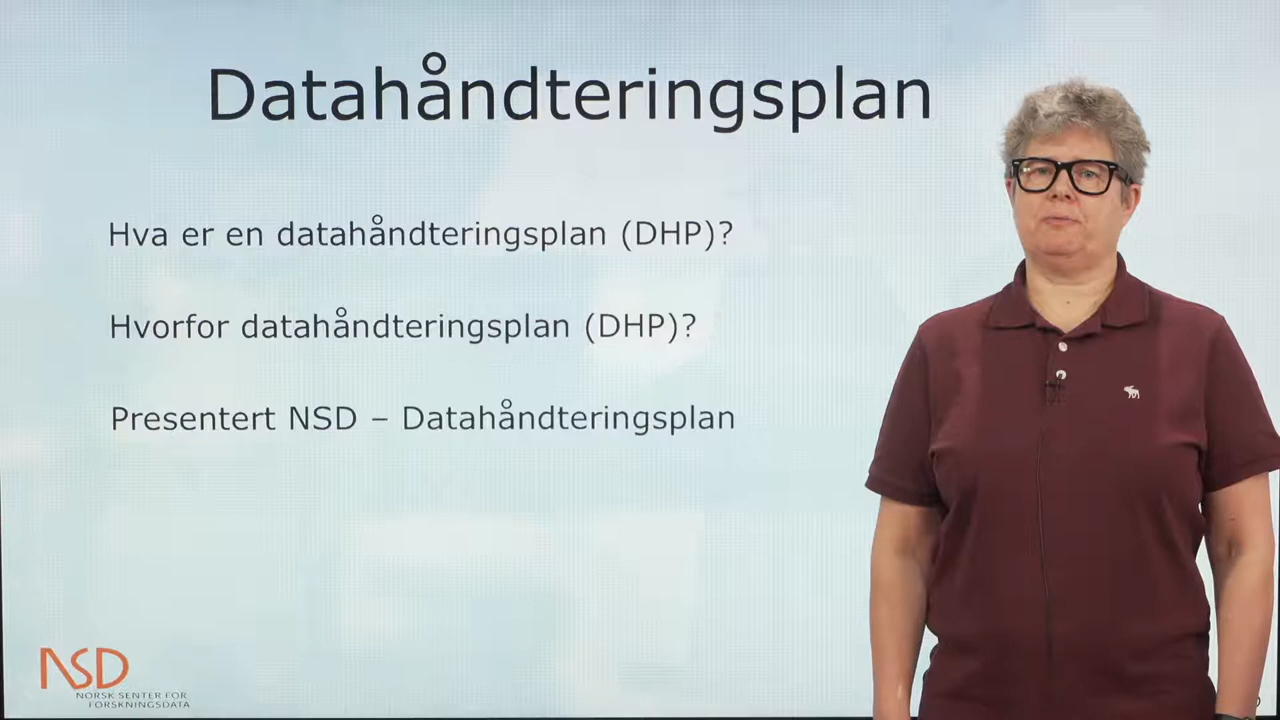 Datahåndteringsplan
Hva er en datahåndteringsplan (DHP)?
Hvorfor datahåndteringsplan (DHP)?
Presentert NSD – Datahåndteringsplan
NSD
NORSK SENTER FOR
FORSKNINGSDATA